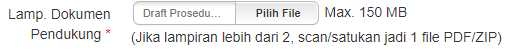 Lamp. Dokumen Draft Prosedu… Pilih File Max. 150 MB
Pendukung * (Jika lampiran lebih dari 2, scan/satukan jadi 1 file PDF/ZIP)